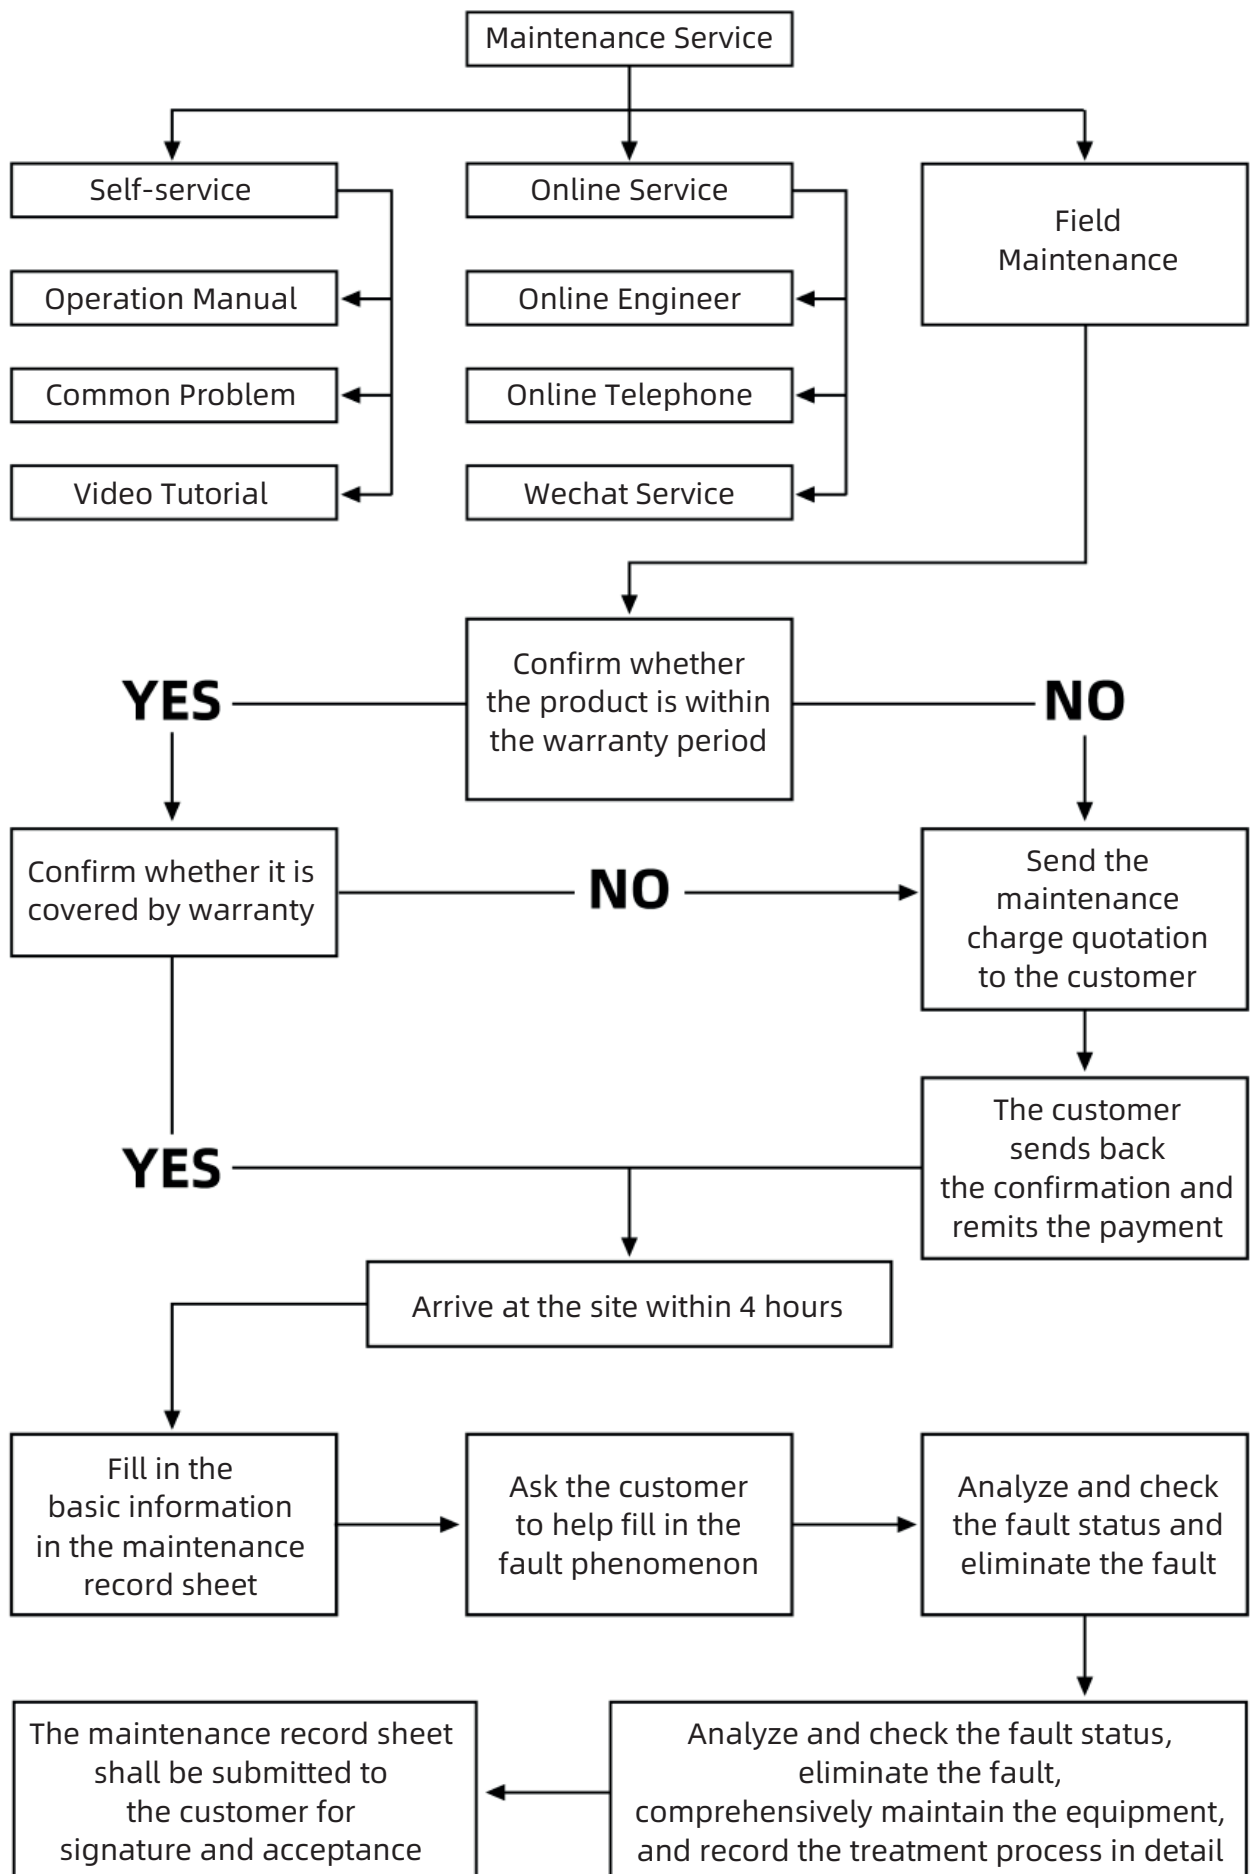 Maintenance Service
Self-service
Online Service
Field
Maintenance
Operation Manual
Online Engineer
Common Problem
Online Telephone
Video Tutorial
Wechat Service
Confirm whether
the product is within
the warranty period
YES
NO
Confirm whether it is
covered by warranty
NO
Send the
maintenance
charge quotation
to the customer
The customer
sends back
the confirmation and
remits the payment
YES
Arrive at the site within 4 hours
Fill in the
basic information
in the maintenance
record sheet
Ask the customer
to help fill in the
fault phenomenon
Analyze and check
the fault status and
eliminate the fault
Analyze and check the fault status,
eliminate the fault,
comprehensively maintain the equipment,
and record the treatment process in detail
The maintenance record sheet
shall be submitted to
the customer for
signature and acceptance